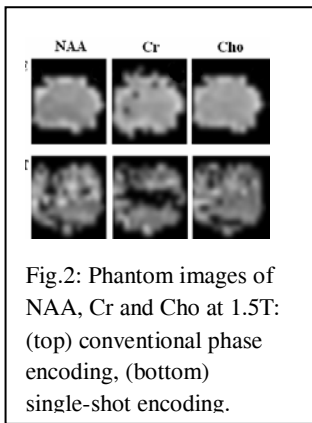 NAA Cr Cho
Fig.2: Phantom images of
NAA, Cr and Cho at 1.5T:
(top) conventional phase
encoding, (bottom)
single-shot encoding.